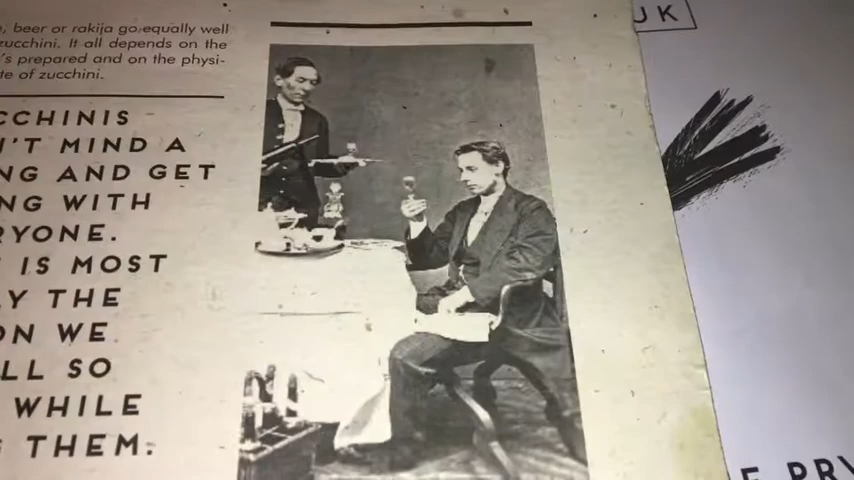 beer or rakija go equally well
zucchini. It all depends on the
's prepared and on the physi-
te of zucchini.
CCHINIS
'T MIND A
NG AND GET
NG WITH
RYONE.
IS MOST
Y THE
ON WE
LL SO
WHILE
THEM.
UK
E PRV